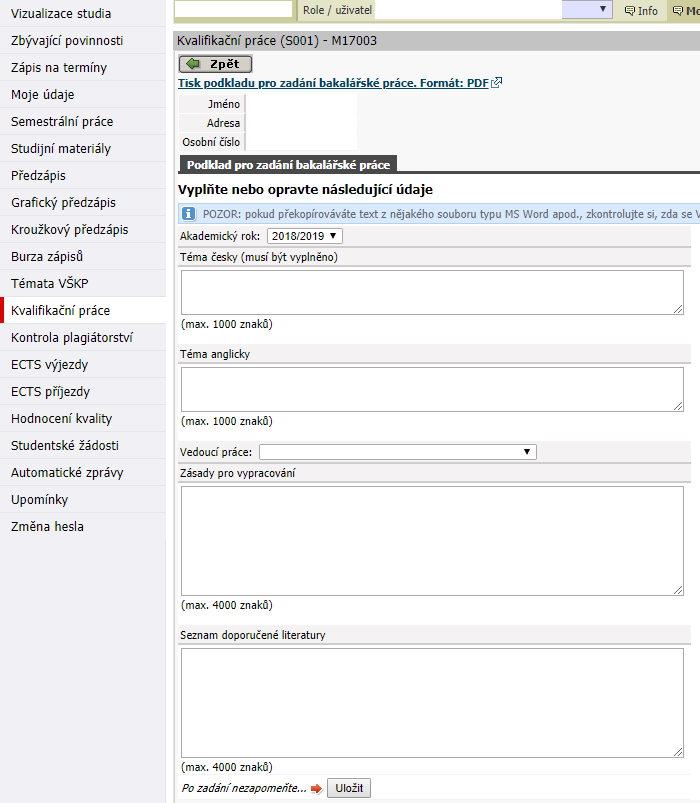 Vizualizace studia
Zbývající povinnosti
Zápis na termíny
Moje údaje
Semestrální práce
Studijní materiály
Předzápis
Grafický předzápis
Kroužkový předzápis
Burza zápisů
Témata VŠKP
Kvalifikační práce
Kontrola plagiátorství
ECTS výjezdy
ECTS příjezdy
Hodnocení kvality
Studentské žádosti
Automatické zprávy
Upomínky
Změna hesla
Role / uživatel
Info
Mo
Kvalifikační práce (S001) - M17003
Zpět
Tisk podkladu pro zadání bakalářské práce. Formát: PDF
Jméno
Adresa
Osobní číslo
Podklad pro zadání bakalářské práce
Vyplňte nebo opravte následující údaje
POZOR: pokud překopírováváte text z nějakého souboru typu MS Word apod., zkontrolujte si, zda se V
Akademický rok: 2018/2019
Téma česky (musí být vyplněno)
(max. 1000 znaků)
Téma anglicky
(max. 1000 znaků)
Vedoucí práce:
Zásady pro vypracování
(max. 4000 znaků)
Seznam doporučené literatury
(max. 4000 znaků)
Po zadání nezapomeňte... Uložit